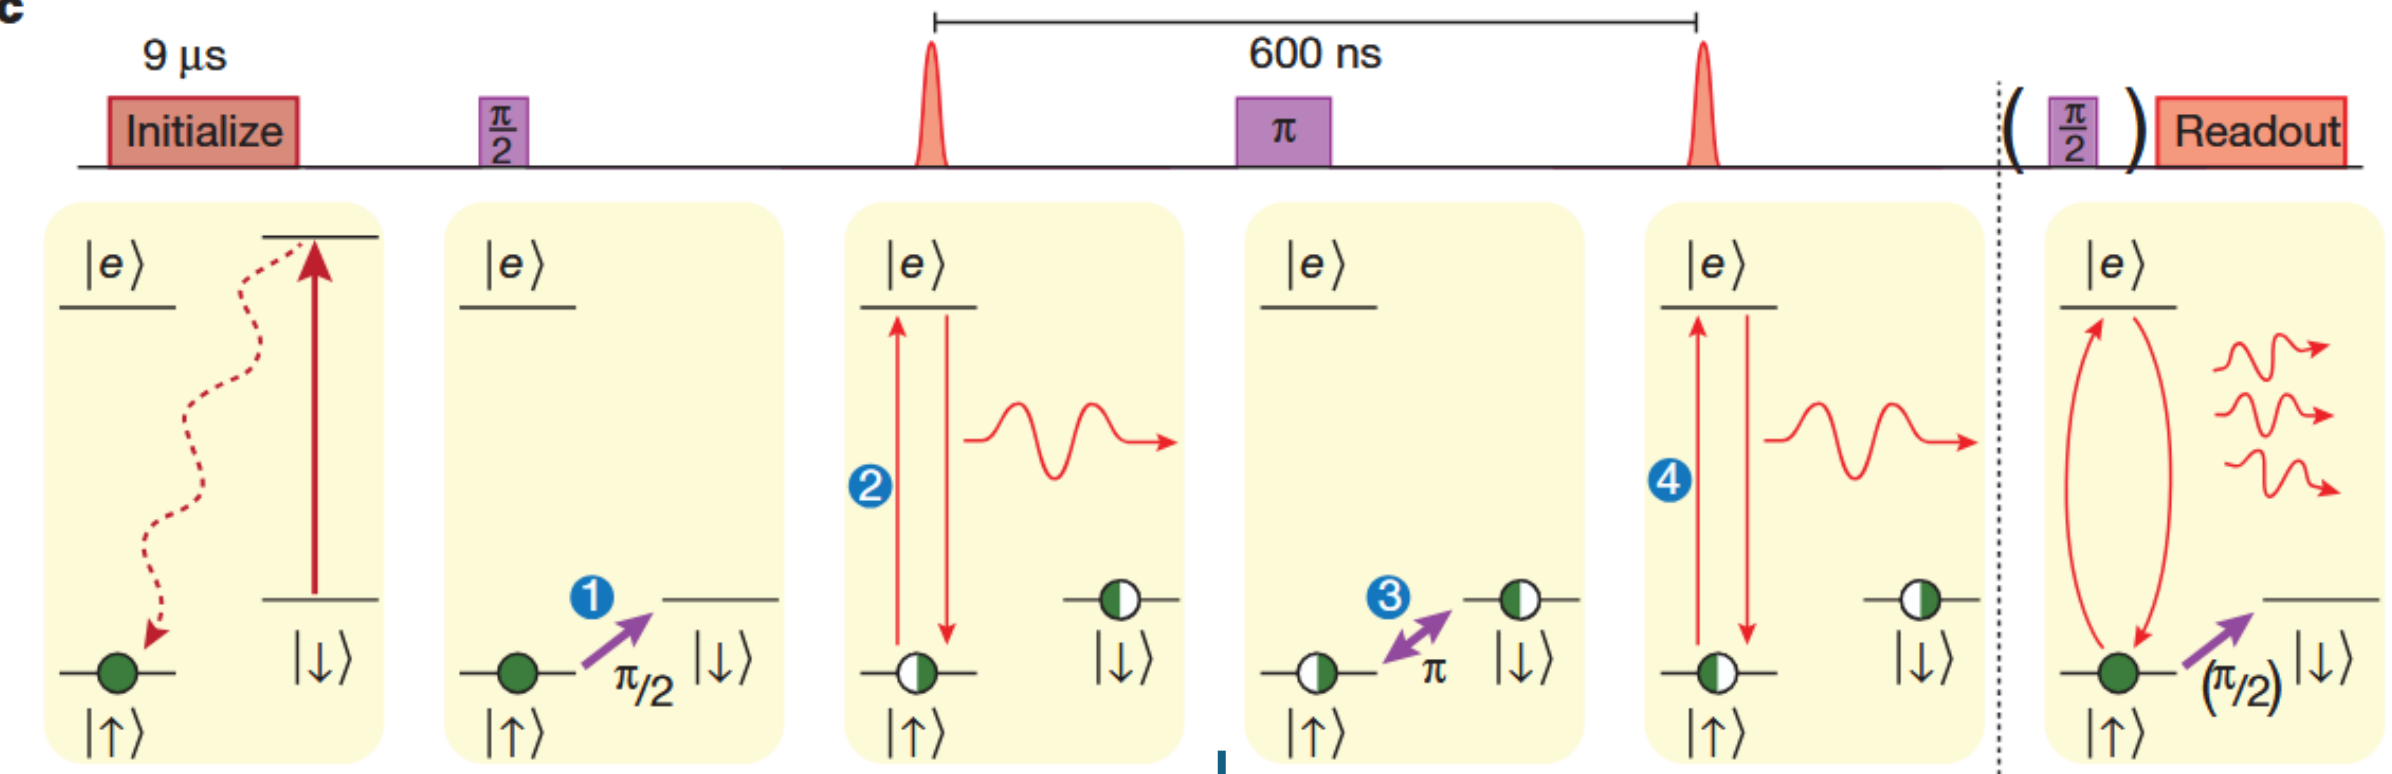 c
9 μs
600 ns
Initialize
π/2
π
( π/2 )
Readout
|e⟩
|↓⟩
|↑⟩
|e⟩
1
π/2
|↓⟩
|↑⟩
|e⟩
2
|↓⟩
|↑⟩
|e⟩
3
π
|↓⟩
|↑⟩
|e⟩
4
|↓⟩
|↑⟩
|e⟩
(π/2)
|↓⟩
|↑⟩